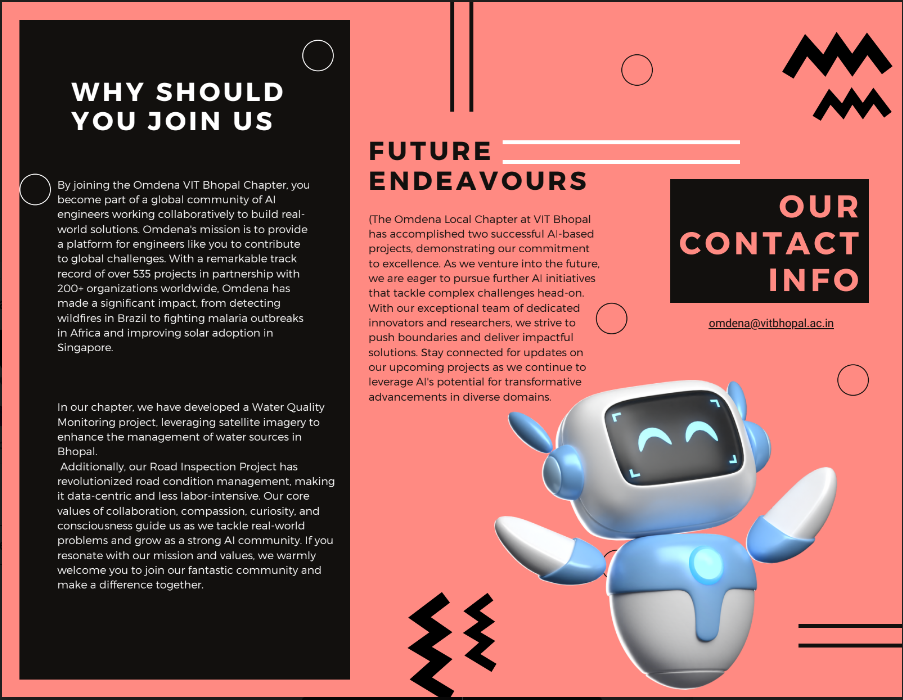 WHY SHOULD
YOU JOIN US
By joining the Omdena VIT Bhopal Chapter, you
become part of a global community of AI
engineers working collaboratively to build real-
world solutions. Omdena's mission is to provide
a platform for engineers like you to contribute
to global challenges. With a remarkable track
record of over 535 projects in partnership with
200+ organizations worldwide, Omdena has
made a significant impact, from detecting
wildfires in Brazil to fighting malaria outbreaks
in Africa and improving solar adoption in
Singapore.
In our chapter, we have developed a Water Quality
Monitoring project, leveraging satellite imagery to
enhance the management of water sources in
Bhopal.
Additionally, our Road Inspection Project has
revolutionized road condition management, making
it data-centric and less labor-intensive. Our core
values of collaboration, compassion, curiosity, and
consciousness guide us as we tackle real-world
problems and grow as a strong AI community. If you
resonate with our mission and values, we warmly
welcome you to join our fantastic community and
make a difference together.
FUTURE
ENDEAVOURS
(The Omdena Local Chapter at VIT Bhopal
has accomplished two successful AI-based
projects, demonstrating our commitment
to excellence. As we venture into the future,
we are eager to pursue further AI initiatives
that tackle complex challenges head-on.
With our exceptional team of dedicated
innovators and researchers, we strive to
push boundaries and deliver impactful
solutions. Stay connected for updates on
our upcoming projects as we continue to
leverage AI's potential for transformative
advancements in diverse domains.
OUR
CONTACT
INFO
omdena@vitbhopal.ac.in